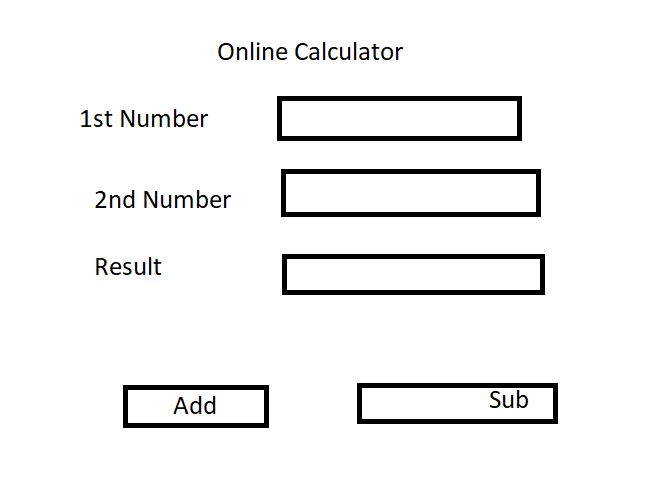 Online Calculator
1st Number
2nd Number
Result
Add
Sub